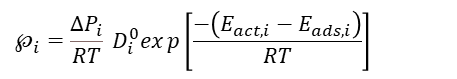 ℘ᵢ = ΔPᵢ/RT Dᵢ⁰ exp[−(E_act,i − E_ads,i)/RT]